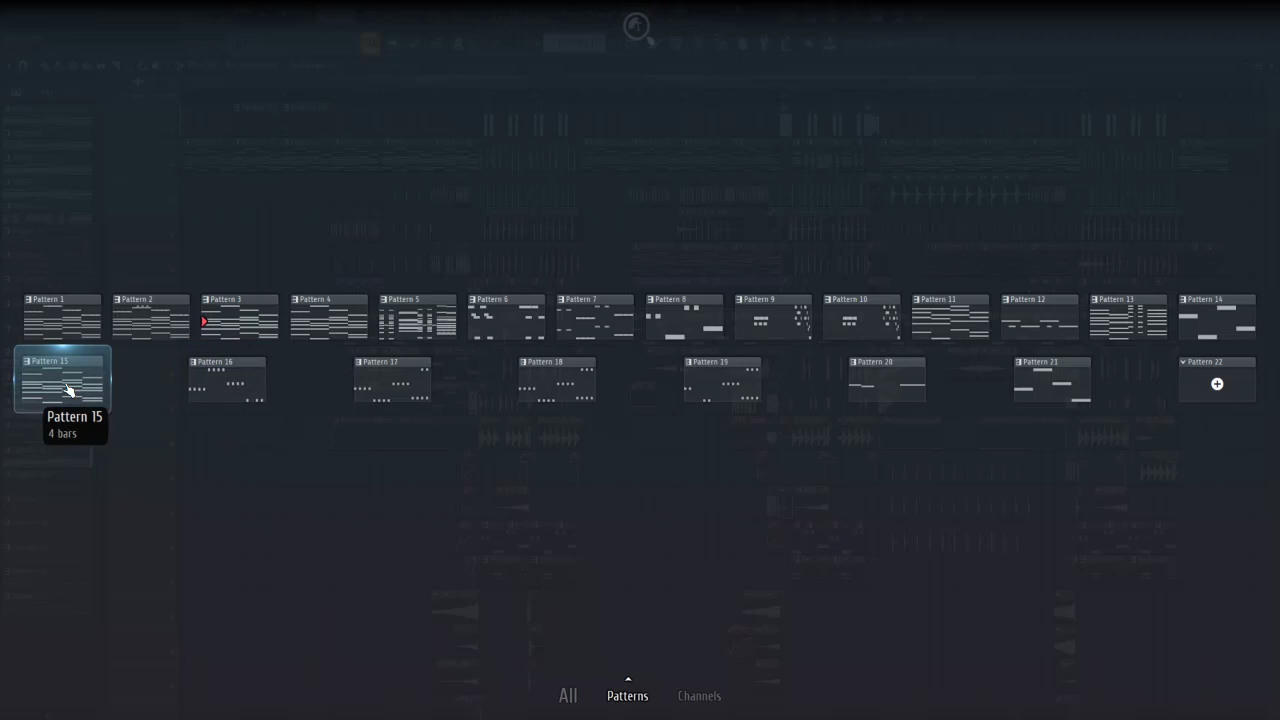 Pattern 1
Pattern 2
Pattern 3
Pattern 4
Pattern 5
Pattern 6
Pattern 7
Pattern 8
Pattern 9
Pattern 10
Pattern 11
Pattern 12
Pattern 13
Pattern 14
Pattern 15
Pattern 16
Pattern 17
Pattern 18
Pattern 19
Pattern 20
Pattern 21
Pattern 22
Pattern 15
4 bars
All
Patterns
Channels